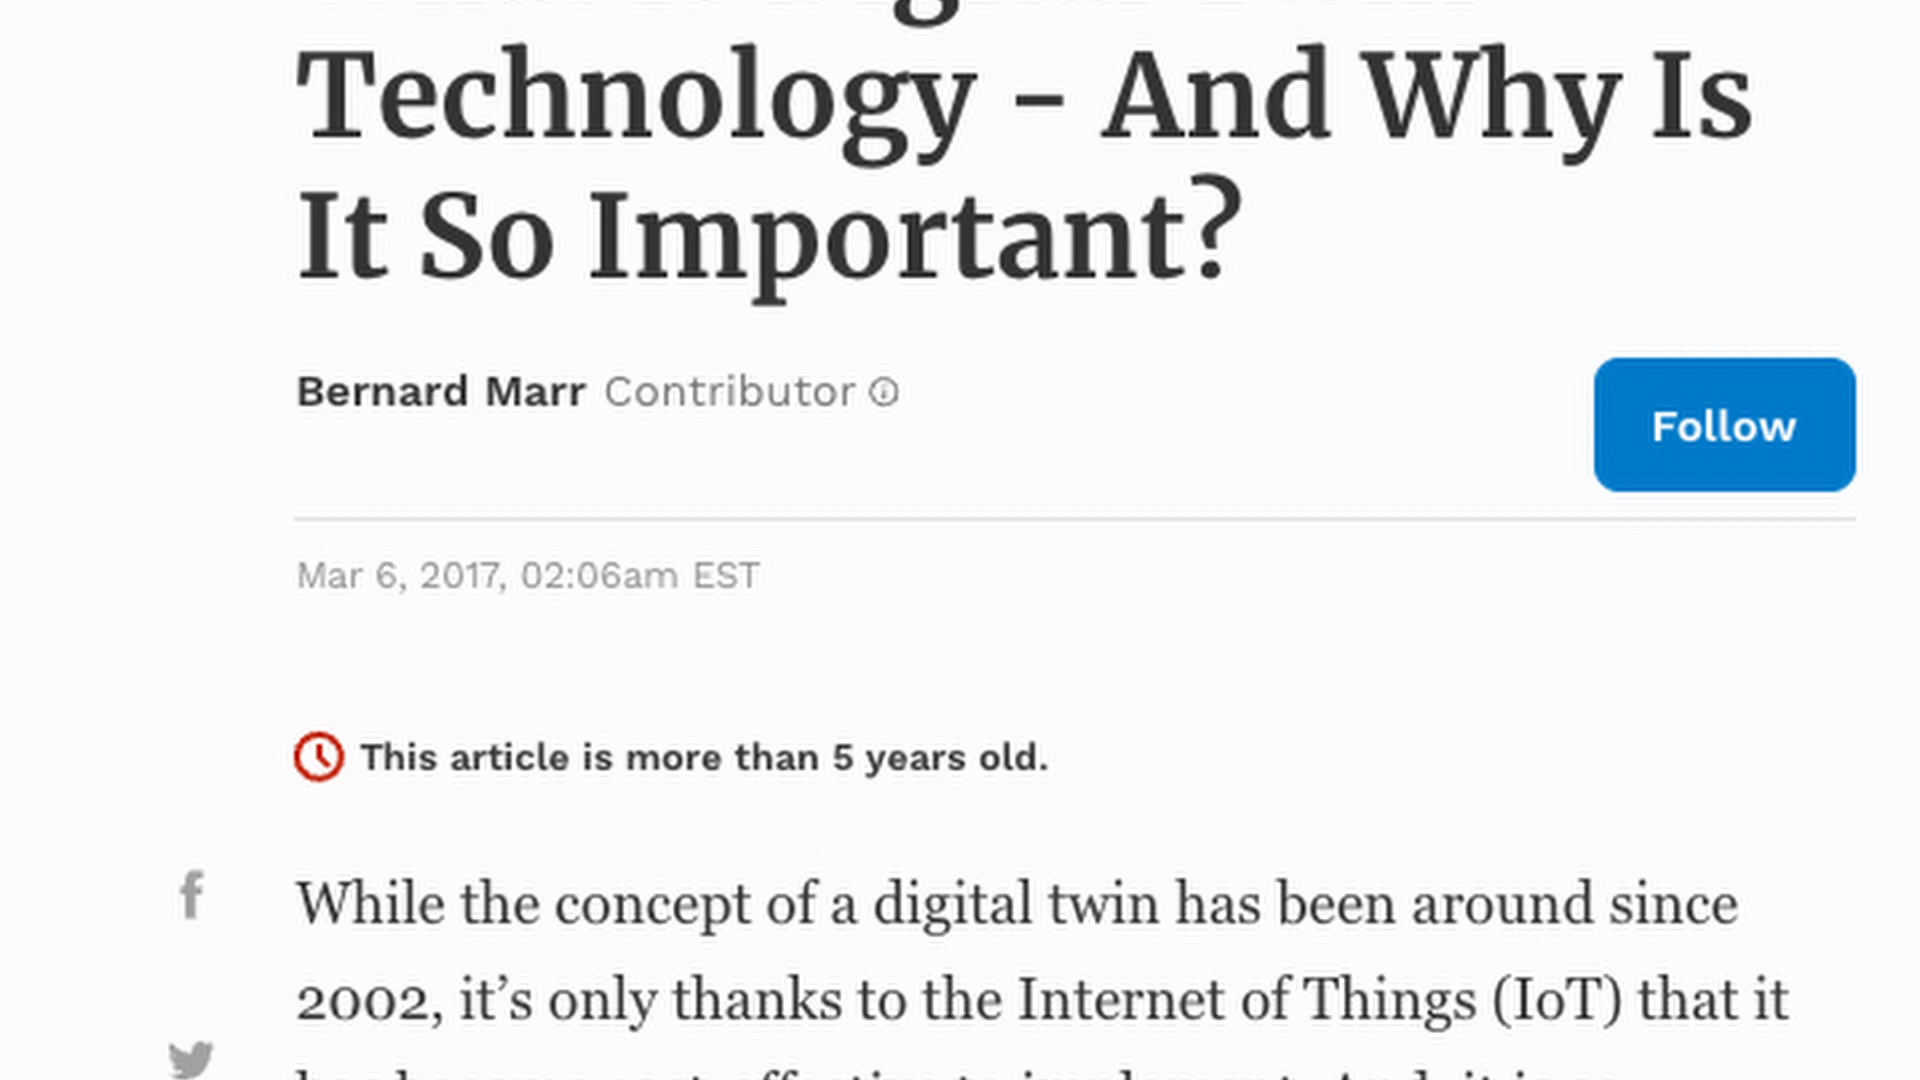 Technology - And Why Is
It So Important?
Bernard Marr Contributor
Follow
Mar 6, 2017, 02:06am EST
This article is more than 5 years old.
While the concept of a digital twin has been around since
2002, it’s only thanks to the Internet of Things (IoT) that it